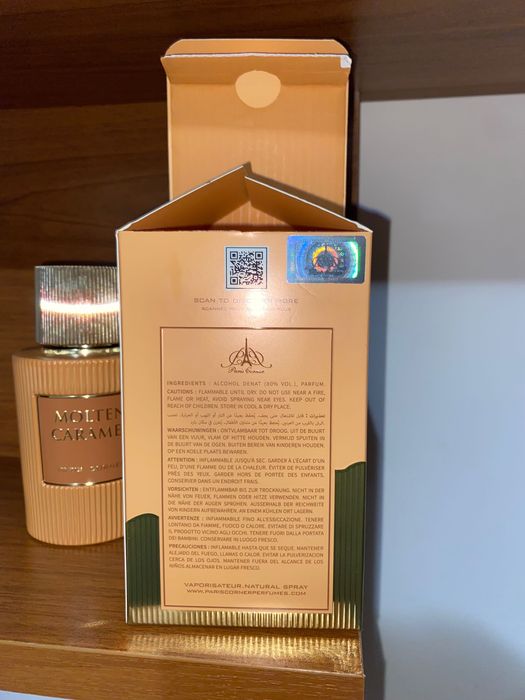 MOLTEN
CARAME
SCAN TO DISCOVER MORE
Paris Corner
INGREDIENTS : ALCOHOL DENAT (80% VOL.), PARFUM.
CAUTIONS : FLAMMABLE UNTIL DRY. DO NOT USE NEAR A FIRE,
FLAME OR HEAT, AVOID SPRAYING NEAR EYES. KEEP OUT OF
REACH OF CHILDREN. STORE IN COOL & DRY PLACE.
WAARSCHUWINGEN : ONTVLAMBAAR TOT DROOG. UIT DE BUURT
VAN EEN VUUR, VLAM OF HITTE HOUDEN. VERMIJD SPUITEN IN
DE BUURT VAN DE OGEN. BUITEN BEREIK VAN KINDEREN HOUDEN.
OP EEN KOELE PLAATS BEWAREN.
ATTENTION : INFLAMMABLE JUSQU'À SEC. GARDER À L'ÉCART D'UN
FEU, D'UNE FLAMME OU DE LA CHALEUR. ÉVITER DE PULVÉRISER
PRÈS DES YEUX. GARDER HORS DE PORTÉE DES ENFANTS.
CONSERVER DANS UN ENDROIT FRAIS.
VORSICHTEN : ENTFLAMMBAR BIS ZUR TROCKNUNG. NICHT IN DER
NÄHE VON FEUER, FLAMMEN ODER HITZE VERWENDEN. NICHT IN
DIE NÄHE DER AUGEN SPRÜHEN. AUSSERHALB DER REICHWEITE
VON KINDERN AUFBEWAHREN, AN EINEM KÜHLEN ORT LAGERN.
AVVERTENZE : INFIAMMABILE FINO ALL'ESSICCAZIONE. TENERE
LONTANO DA FIAMME, FUOCO O CALORE. EVITARE DI SPRUZZARE
IL PRODOTTO VICINO AGLI OCCHI. TENERE FUORI DALLA PORTATA
DEI BAMBINI. CONSERVARE IN LUOGO FRESCO.
PRECAUCIONES : INFLAMABLE HASTA QUE SE SEQUE. MANTENER
ALEJADO DEL FUEGO, LLAMAS O CALOR. EVITAR LA PULVERIZACION
CERCA DE LOS OJOS. MANTENER FUERA DEL ALCANCE DE LOS
NIÑOS ALMACENAR EN LUGAR FRESCO.
VAPORISATEUR.NATURAL SPRAY
WWW.PARISCORNERPERFUMES.COM